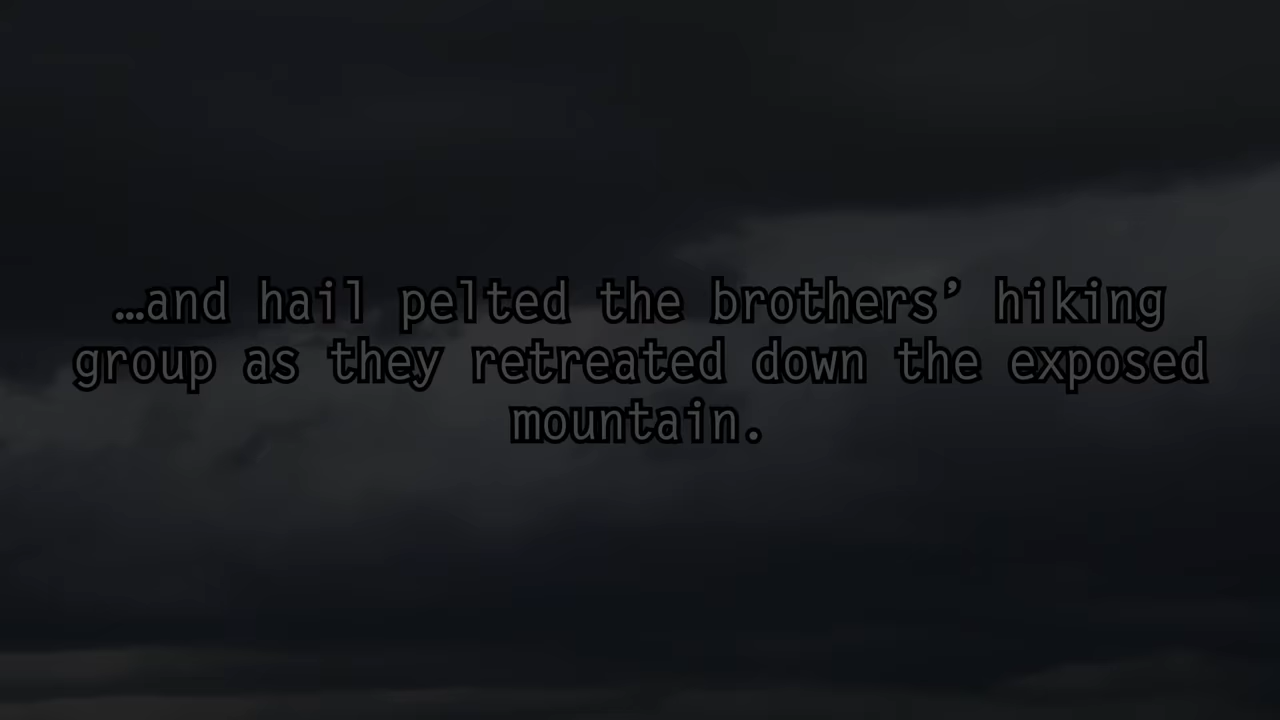 …and hail pelted the brothers’ hiking
group as they retreated down the exposed
mountain.